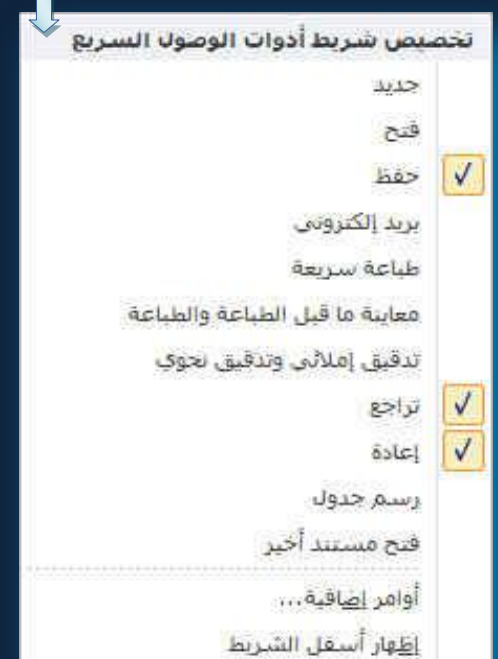 تخصيص شريط أدوات الوصول السريع
جديد
فتح
حفظ
بريد إلكتروني
طباعة سريعة
معاينة ما قبل الطباعة والطباعة
تدقيق إملائي وتدقيق نحوي
تراجع
إعادة
رسم جدول
فتح مستند أخير
أوامر إضافية...
إظهار أسفل الشريط